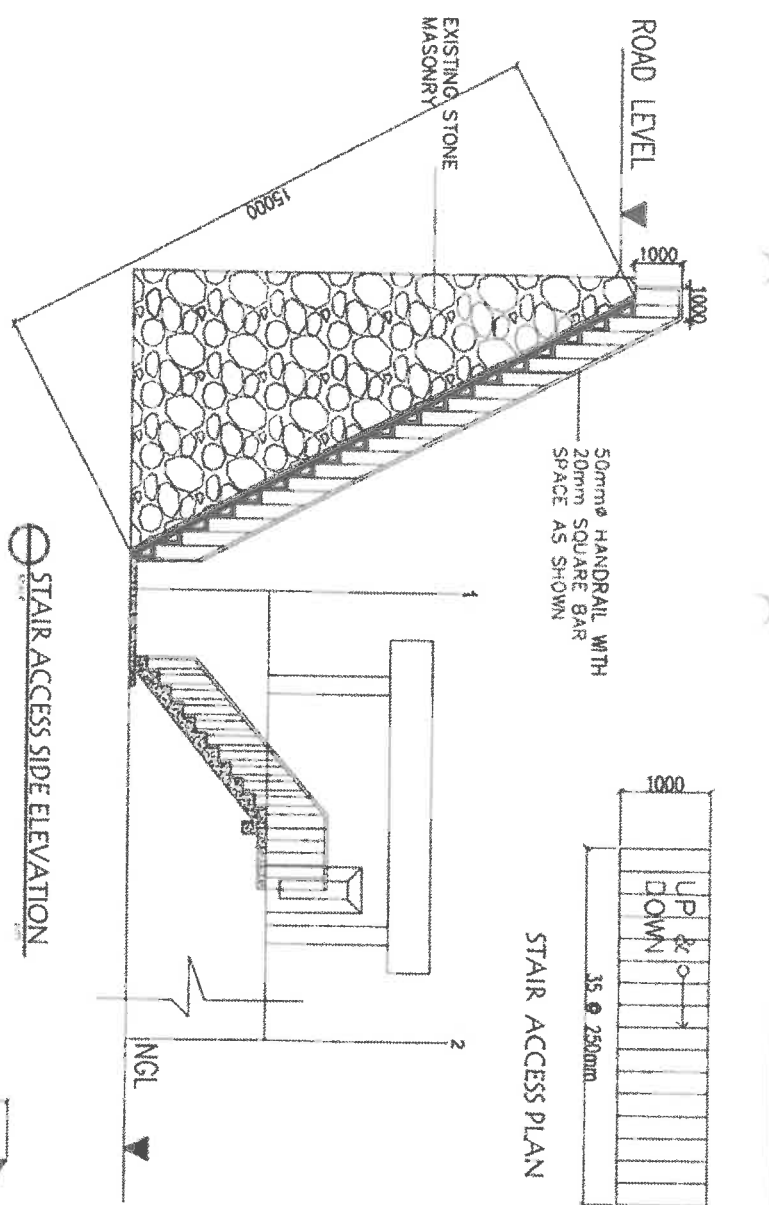 ROAD LEVEL
EXISTING STONE
MASONRY
15000
1000
1000
50mmø HANDRAIL WITH
20mm SQUARE BAR
SPACE AS SHOWN
1000
UP &
DOWN
35 @ 250mm
STAIR ACCESS PLAN
1
2
NGL
STAIR ACCESS SIDE ELEVATION